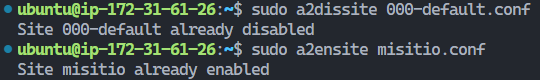 ubuntu@ip-172-31-61-26:~$ sudo a2dissite 000-default.conf
Site 000-default already disabled
ubuntu@ip-172-31-61-26:~$ sudo a2ensite misitio.conf
Site misitio already enabled